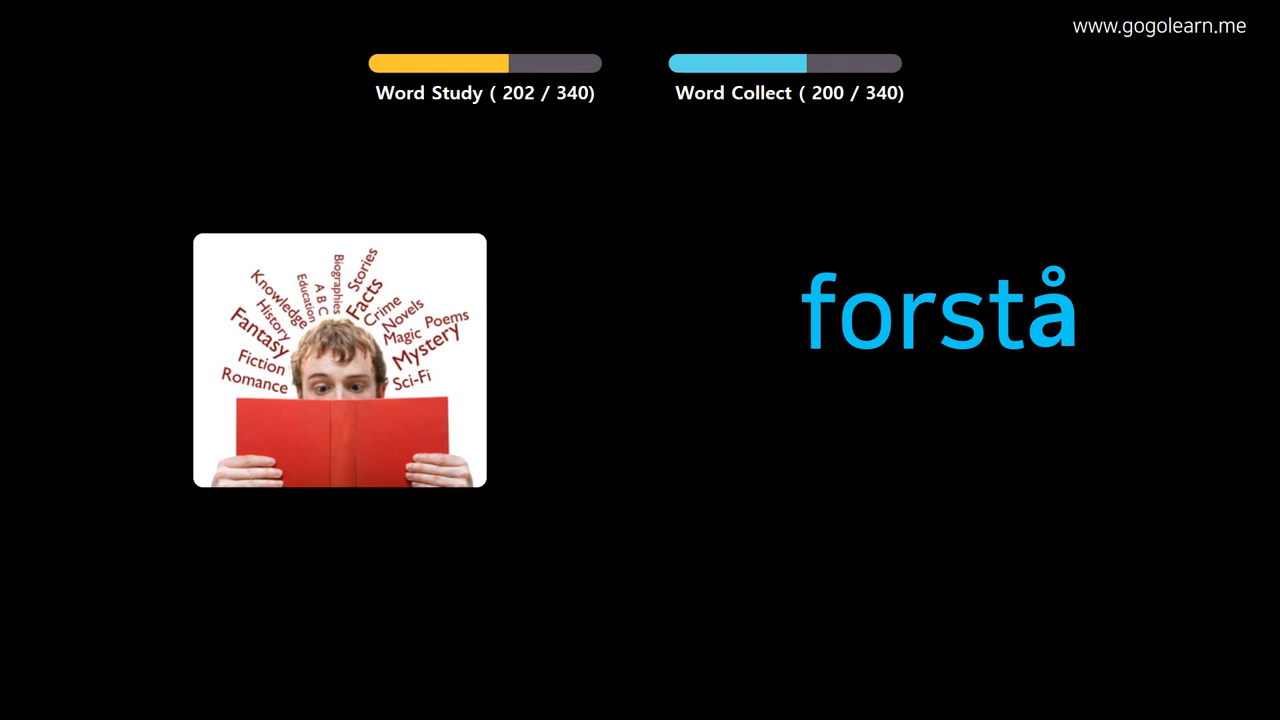 www.gogolearn.me
Word Study ( 202 / 340)
Word Collect ( 200 / 340)
forstå
Stories
Biographies
Facts
A B C
Education
Knowledge
Crime
History
Novels
Poems
Fantasy
Magic
Mystery
Fiction
Romance
Sci-Fi